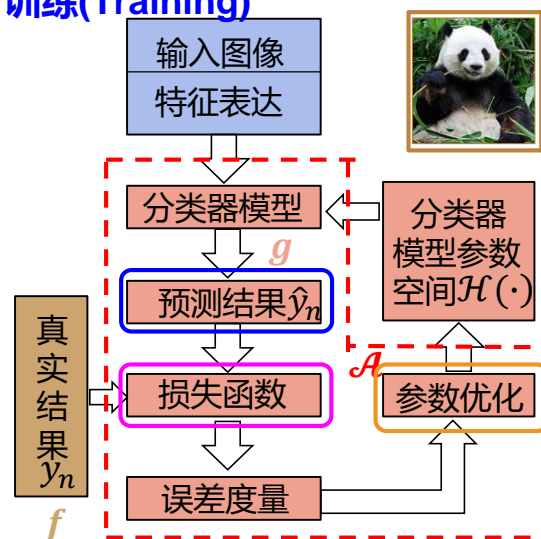 训练(Training)
输入图像
特征表达
分类器模型
g
预测结果ŷₙ
损失函数
误差度量
真
实
结
果
yₙ
f
分类器
模型参数
空间ℋ(·)
𝒜
参数优化